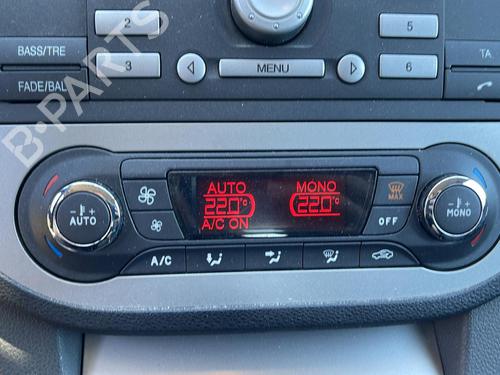 2
5
BASS/TRE
TA
3
MENU
6
FADE/BAL
B-PARTS
AUTO
MONO
22.0°C
22.0°C
A/C ON
AUTO
MAX
OFF
MONO
A/C